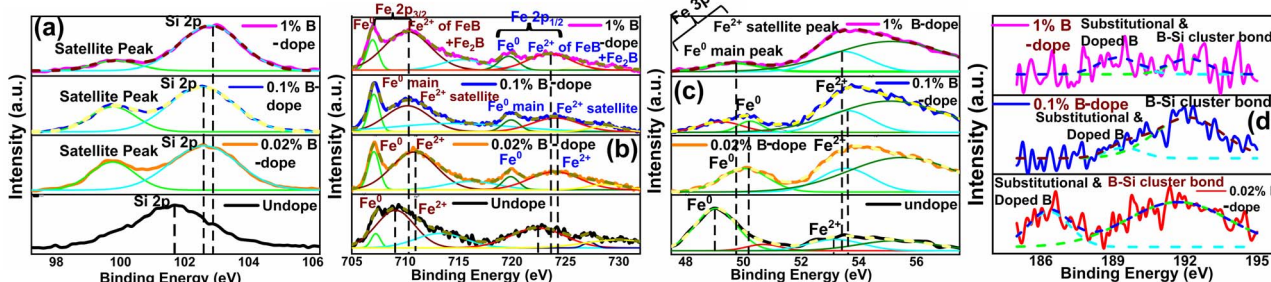 (a)
Si 2p
1% B
-dope
Satellite Peak
Si 2p
0.1% B-
dope
Satellite Peak
Si 2p
0.02% B
-dope
Si 2p
Undope
Intensity (a.u.)
98 100 102 104 106
Binding Energy (eV)
Fe 2p3/2
Fe0
Fe2+ of FeB
+Fe2B
Fe 2p1/2
Fe0
Fe2+ of FeB
+Fe2B
1% B
-dope
Fe0 main
Fe2+ satellite
Fe0 main
Fe2+ satellite
0.1% B-dope
Fe0
Fe2+
Fe0
Fe2+
0.02% B
-dope
(b)
Fe0
Fe2+
Undope
Intensity (a.u.)
705 710 715 720 725 730
Binding Energy (eV)
Fe 3p
Fe2+ satellite peak
Fe0 main peak
1% B-dope
(c)
Fe0
Fe2+
0.1% B
-dope
Fe0
Fe2+
0.02% B-dope
Fe0
Fe2+
undope
Intensity (a.u.)
48 50 52 54 56
Binding Energy (eV)
1% B
-dope
Substitutional &
Doped B
B-Si cluster bond
0.1% B-dope
Substitutional &
Doped B
B-Si cluster bond
(d)
Substitutional &
Doped B
B-Si cluster bond
0.02% B
-dope
Intensity (a.u.)
186 189 192 195
Binding Energy (eV)